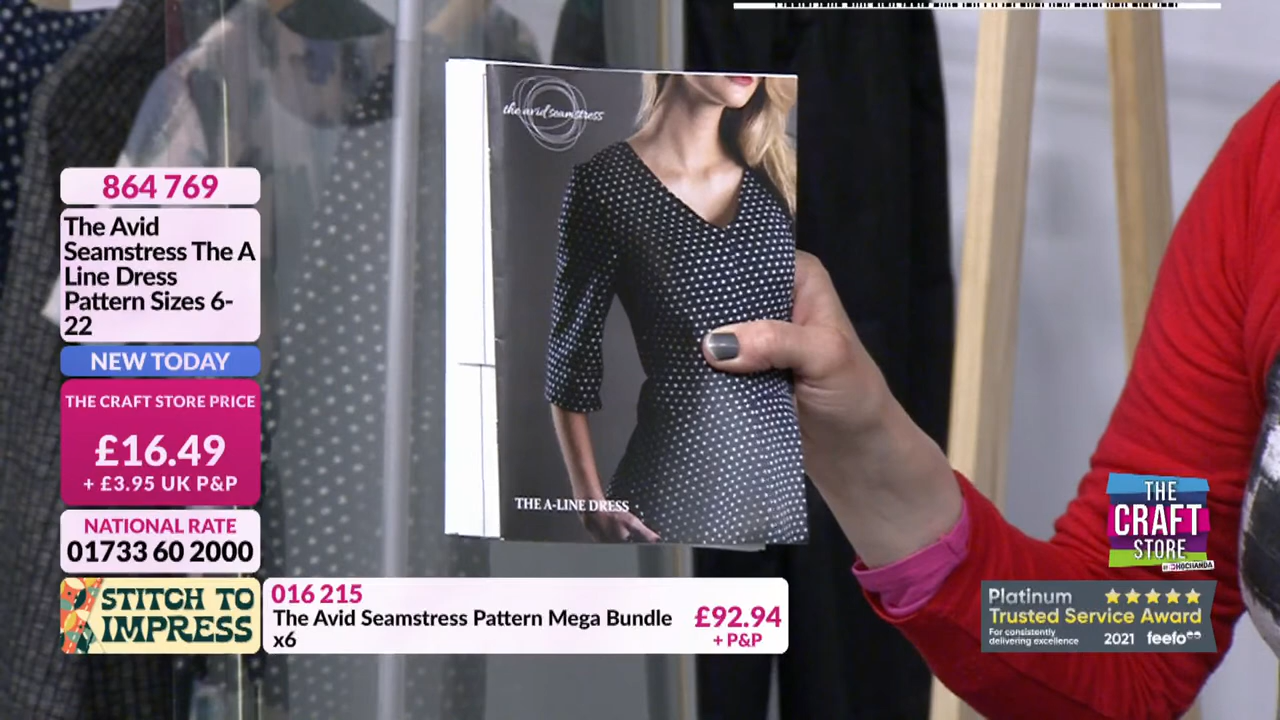 864 769
The Avid
Seamstress The A
Line Dress
Pattern Sizes 6-
22
NEW TODAY
THE CRAFT STORE PRICE
£16.49
+ £3.95 UK P&P
NATIONAL RATE
01733 60 2000
STITCH TO
IMPRESS
016 215
The Avid Seamstress Pattern Mega Bundle
x6
£92.94
+ P&P
the avid seamstress
THE A-LINE DRESS
THE
CRAFT
STORE
HOCHANDA
Platinum
Trusted Service Award
For consistently
delivering excellence
2021 feefo